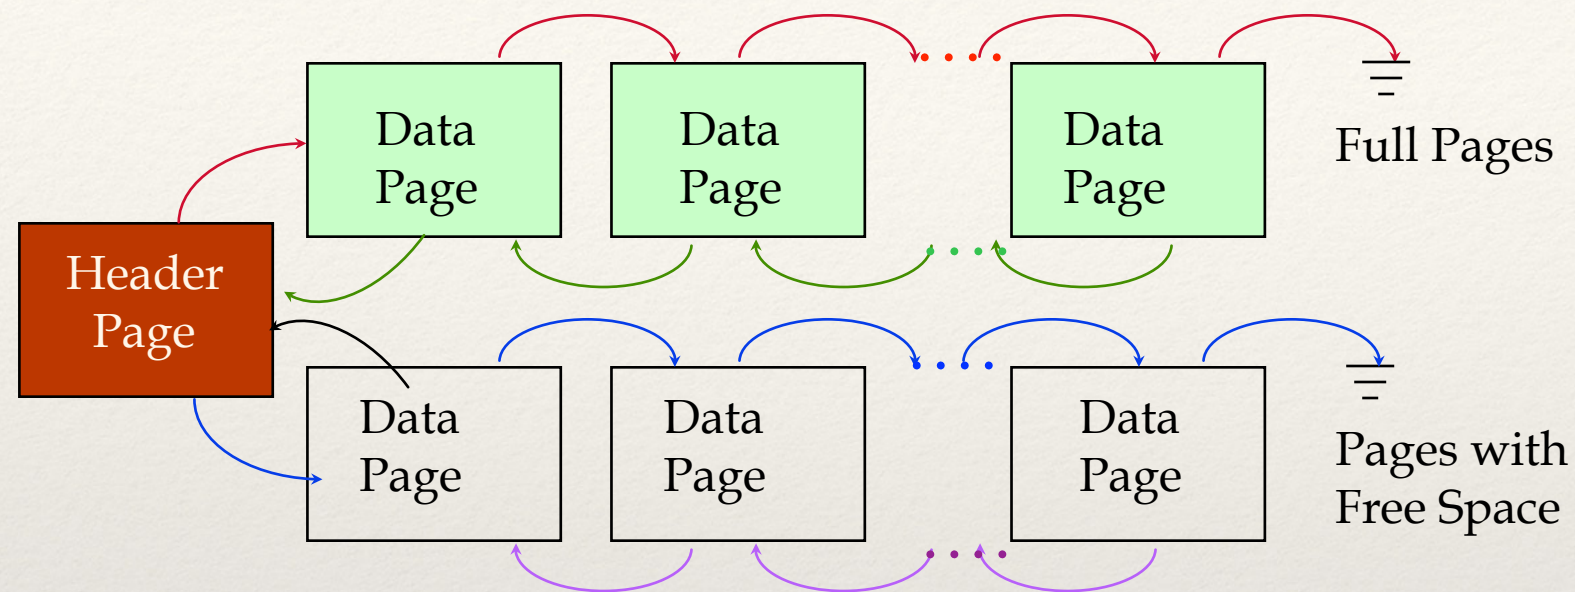 Data
Page
Data
Page
Data
Page
Full Pages
Header
Page
Data
Page
Data
Page
Data
Page
Pages with
Free Space